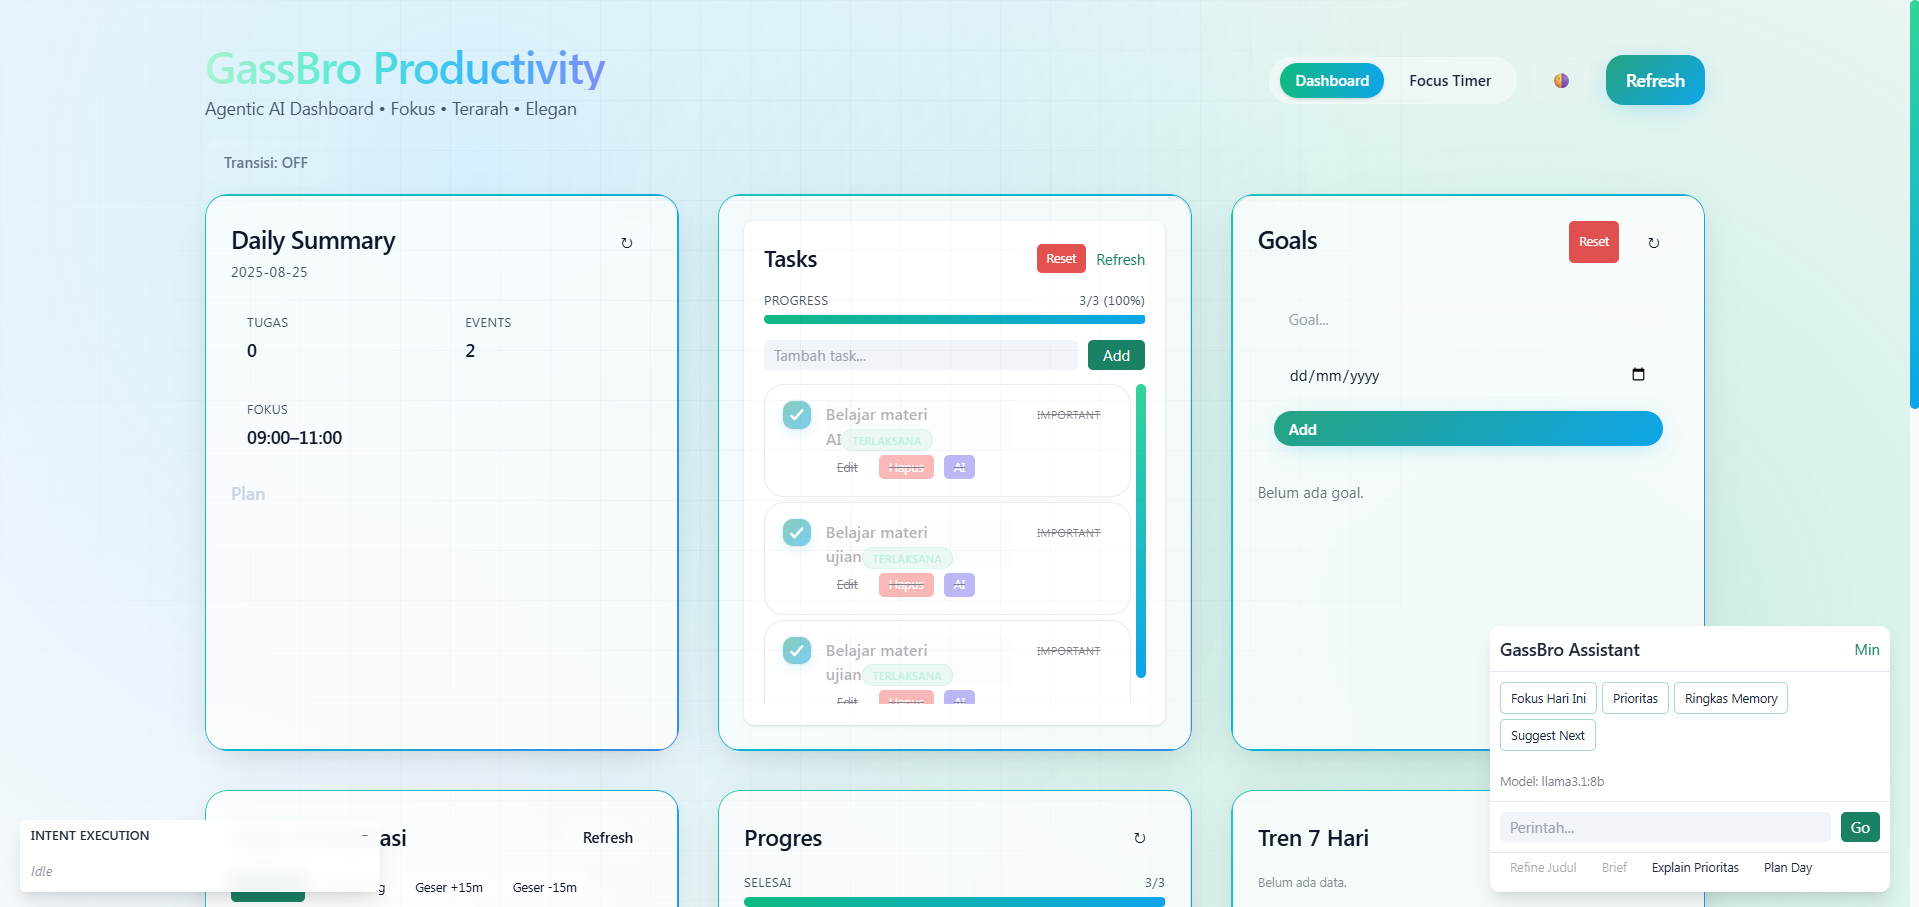 GassBro Productivity
Agentic AI Dashboard • Fokus • Terarah • Elegan
Dashboard
Focus Timer
Refresh
Transisi: OFF
Daily Summary
↻
2025-08-25
TUGAS
0
EVENTS
2
FOKUS
09:00–11:00
Plan
Tasks
Reset
Refresh
PROGRESS
3/3 (100%)
Tambah task...
Add
Belajar materi
AI TERLAKSANA
IMPORTANT
Edit
Hapus
AI
Belajar materi
ujian TERLAKSANA
IMPORTANT
Edit
Hapus
AI
Belajar materi
ujian TERLAKSANA
IMPORTANT
Edit
Hapus
AI
Goals
Reset
↻
Goal...
dd/mm/yyyy
Add
Belum ada goal.
GassBro Assistant
Min
Fokus Hari Ini
Prioritas
Ringkas Memory
Suggest Next
Model: llama3.1:8b
Perintah...
Go
Refine Judul
Brief
Explain Prioritas
Plan Day
INTENT EXECUTION
–
Idle
asi
Refresh
g
Geser +15m
Geser -15m
Progres
↻
SELESAI
3/3
Tren 7 Hari
Belum ada data.